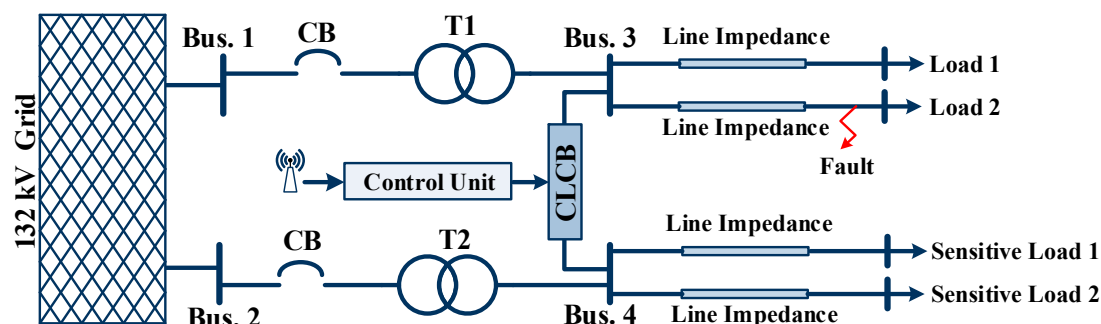 132 kV Grid
Bus. 1
CB
T1
Bus. 3
Line Impedance
Load 1
Load 2
Line Impedance
Fault
Control Unit
CLCB
Line Impedance
Sensitive Load 1
CB
T2
Sensitive Load 2
Bus. 2
Bus. 4
Line Impedance